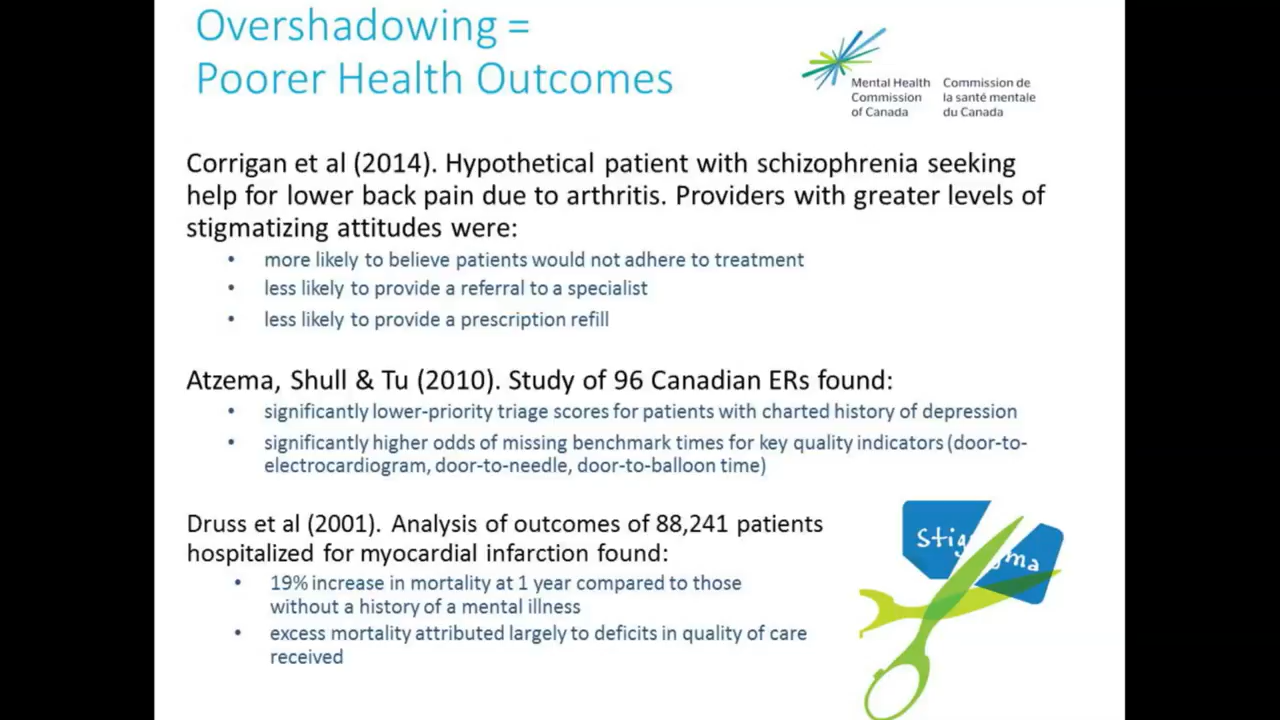 Overshadowing =
Poorer Health Outcomes
Mental Health
Commission
of Canada
Commission de
la santé mentale
du Canada
Corrigan et al (2014). Hypothetical patient with schizophrenia seeking
help for lower back pain due to arthritis. Providers with greater levels of
stigmatizing attitudes were:
• more likely to believe patients would not adhere to treatment
• less likely to provide a referral to a specialist
• less likely to provide a prescription refill
Atzema, Shull & Tu (2010). Study of 96 Canadian ERs found:
• significantly lower-priority triage scores for patients with charted history of depression
• significantly higher odds of missing benchmark times for key quality indicators (door-to-
electrocardiogram, door-to-needle, door-to-balloon time)
Druss et al (2001). Analysis of outcomes of 88,241 patients
hospitalized for myocardial infarction found:
• 19% increase in mortality at 1 year compared to those
without a history of a mental illness
• excess mortality attributed largely to deficits in quality of care
received
Stigma